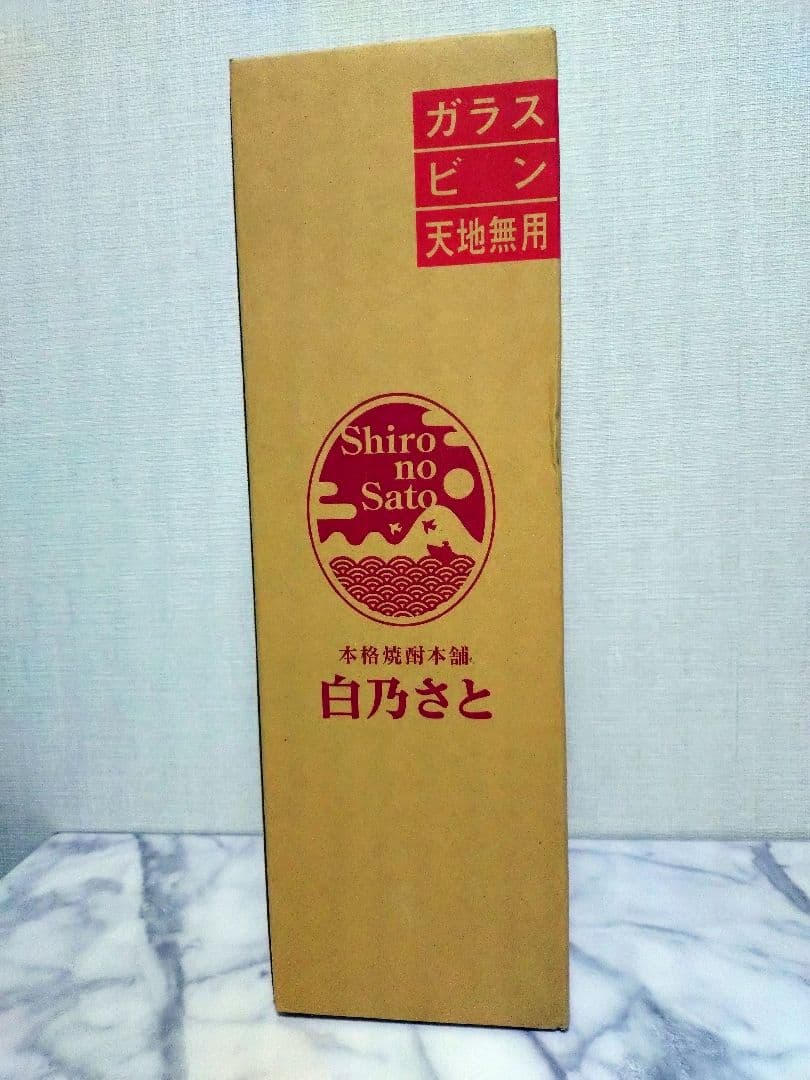 ガラス
ビン
天地無用
Shiro
no
Sato
本格焼酎本舗
白乃さと